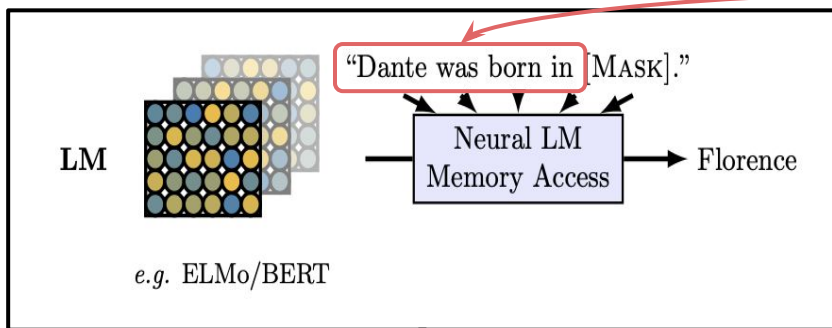 “Dante was born in [MASK].”
Neural LM
Memory Access
LM
Florence
e.g. ELMo/BERT